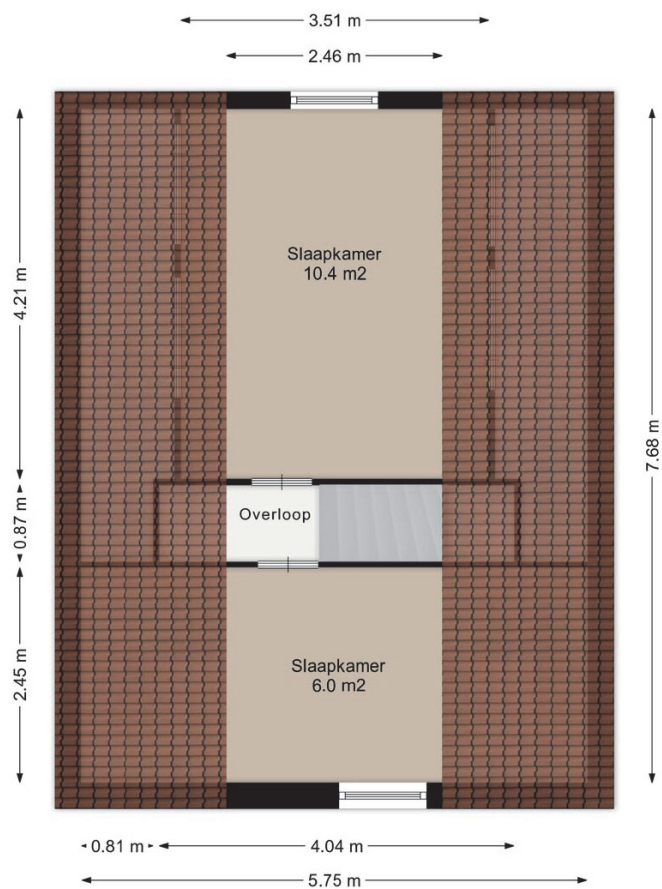 3.51 m
2.46 m
Slaapkamer
10.4 m2
4.21 m
7.68 m
0.87 m
Overloop
2.45 m
Slaapkamer
6.0 m2
0.81 m
4.04 m
5.75 m